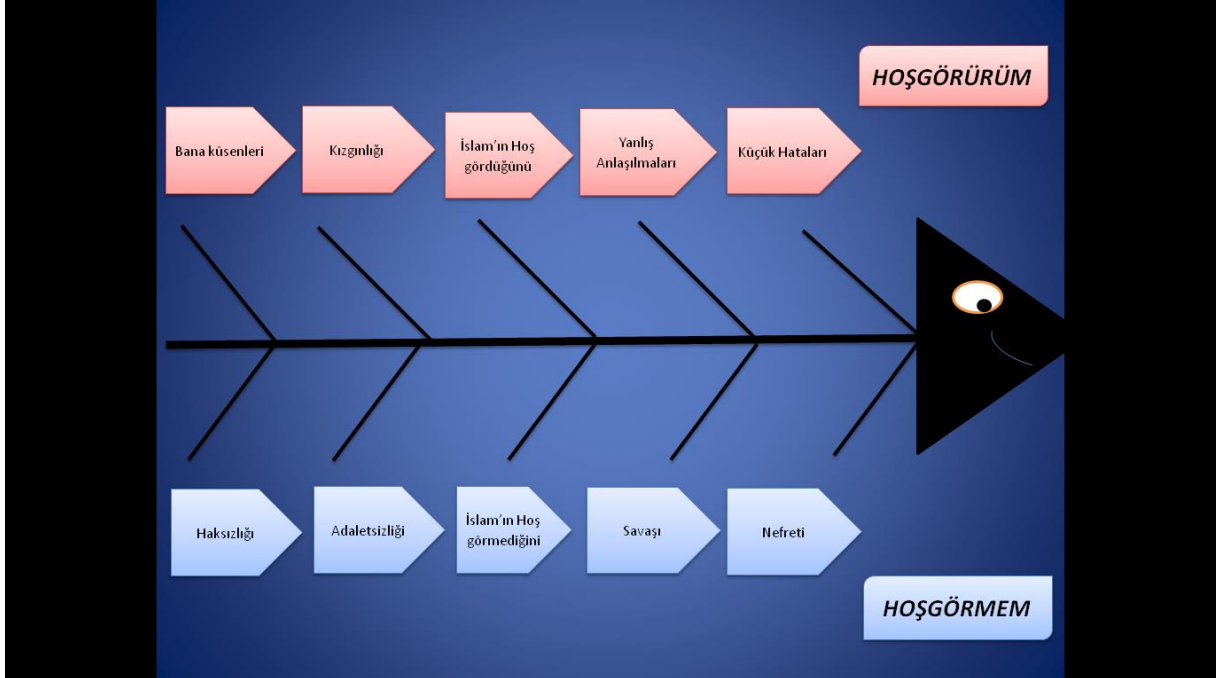 HOŞGÖRÜRÜM
Bana küsenleri
Kızgınlığı
İslam'ın Hoş
gördüğünü
Yanlış
Anlaşılmaları
Küçük Hataları
Haksızlığı
Adaletsizliği
İslam'ın Hoş
görmediğini
Savaşı
Nefreti
HOŞGÖRMEM